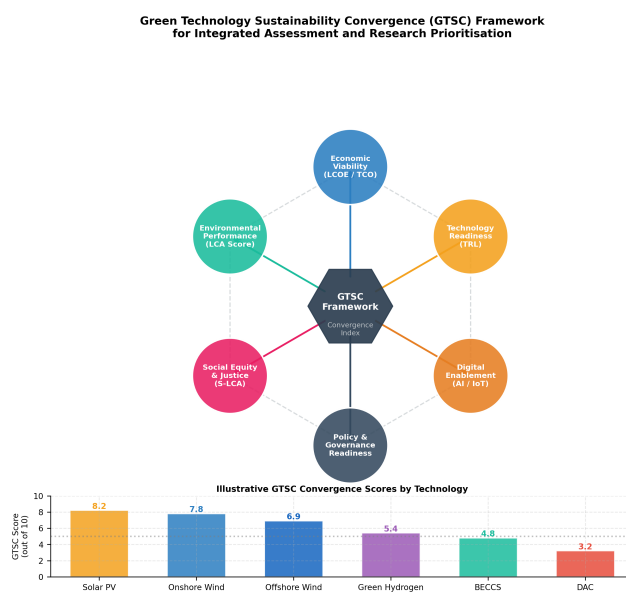 Green Technology Sustainability Convergence (GTSC) Framework
for Integrated Assessment and Research Prioritisation
Economic
Viability
(LCOE / TCO)
Environmental
Performance
(LCA Score)
Technology
Readiness
(TRL)
GTSC
Framework
Convergence
Index
Social Equity
& Justice
(S-LCA)
Digital
Enablement
(AI / IoT)
Policy &
Governance
Readiness
Illustrative GTSC Convergence Scores by Technology
GTSC Score
(out of 10)
10
8
6
4
2
0
8.2
7.8
6.9
5.4
4.8
3.2
Solar PV
Onshore Wind
Offshore Wind
Green Hydrogen
BECCS
DAC